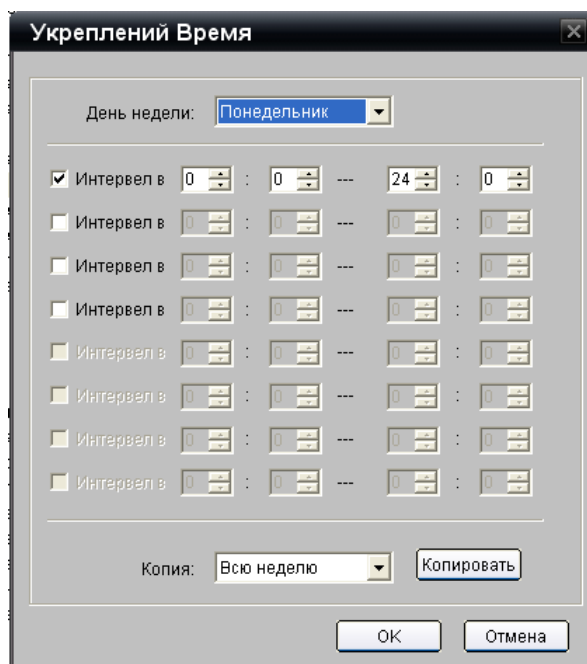 Укреплений Время
День недели: Понедельник
Интервел в 0 : 0 --- 24 : 0
Интервел в 0 : 0 --- 0 : 0
Интервел в 0 : 0 --- 0 : 0
Интервел в 0 : 0 --- 0 : 0
Интервел в 0 : 0 --- 0 : 0
Интервел в 0 : 0 --- 0 : 0
Интервел в 0 : 0 --- 0 : 0
Интервел в 0 : 0 --- 0 : 0
Копия: Всю неделю Копировать
OK Отмена